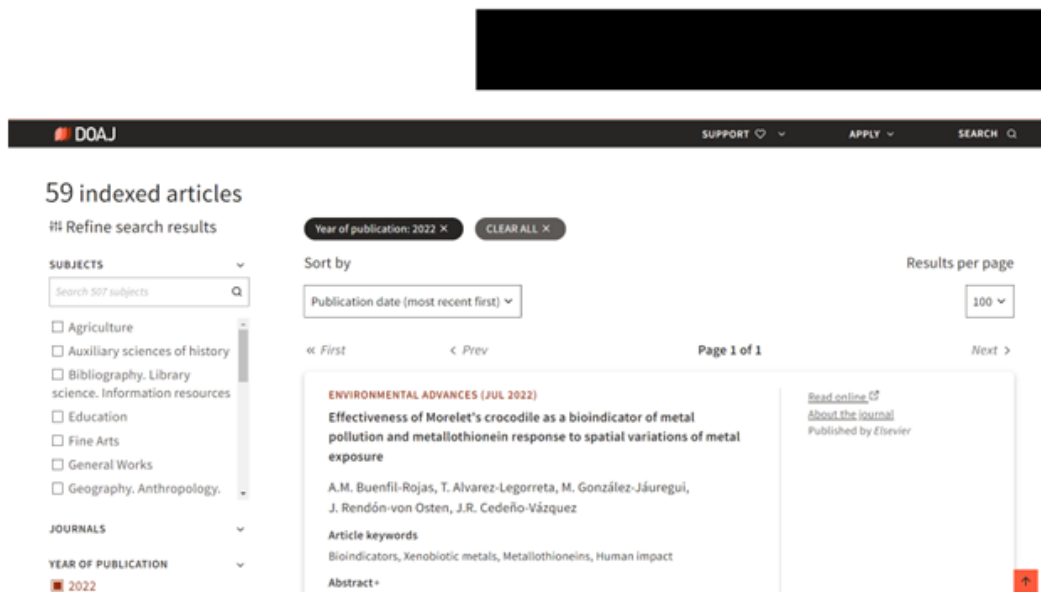 DOAJ
SUPPORT
APPLY
SEARCH
59 indexed articles
Refine search results
Year of publication: 2022 ×
CLEAR ALL ×
SUBJECTS
Sort by
Results per page
Search 507 subjects
Publication date (most recent first)
100
Agriculture
Auxiliary sciences of history
Bibliography. Library
science. Information resources
Education
Fine Arts
General Works
Geography. Anthropology.
« First
‹ Prev
Page 1 of 1
Next ›
ENVIRONMENTAL ADVANCES (JUL 2022)
Effectiveness of Morelet's crocodile as a bioindicator of metal
pollution and metallothionein response to spatial variations of metal
exposure
A.M. Buenfil-Rojas, T. Alvarez-Legorreta, M. González-Jáuregui,
J. Rendón-von Osten, J.R. Cedeño-Vázquez
Article keywords
Bioindicators, Xenobiotic metals, Metallothioneins, Human impact
Abstract+
Read online
About the journal
Published by Elsevier
JOURNALS
YEAR OF PUBLICATION
2022